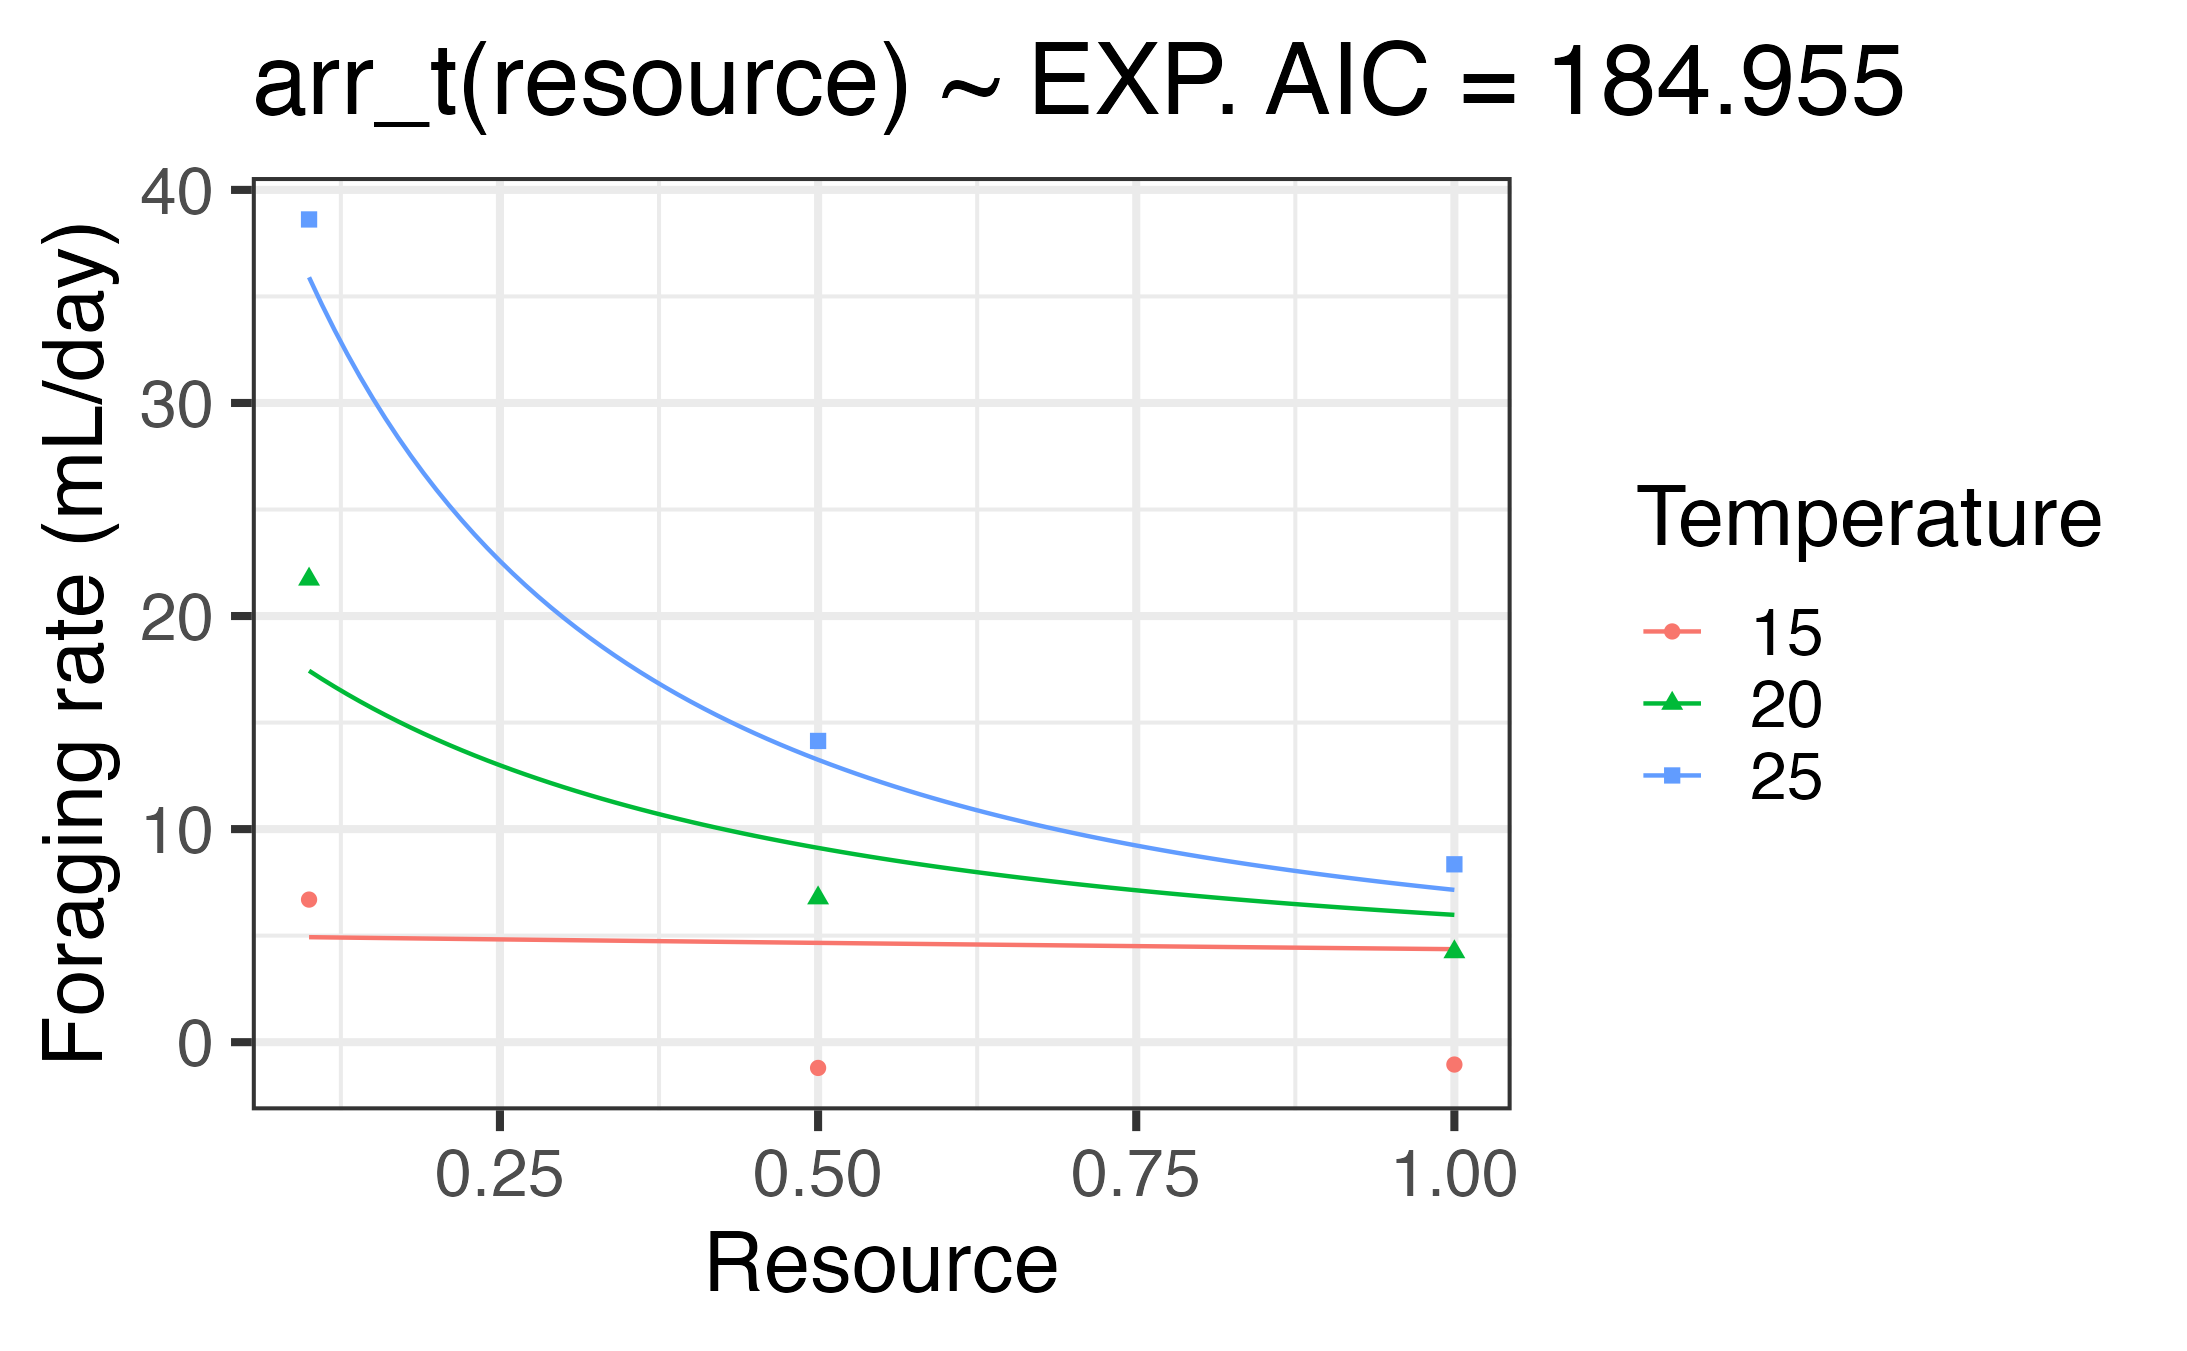 arr_t(resource) ~ EXP. AIC = 184.955
Foraging rate (mL/day)
40
30
20
10
0
0.25 0.50 0.75 1.00
Resource
Temperature
15
20
25